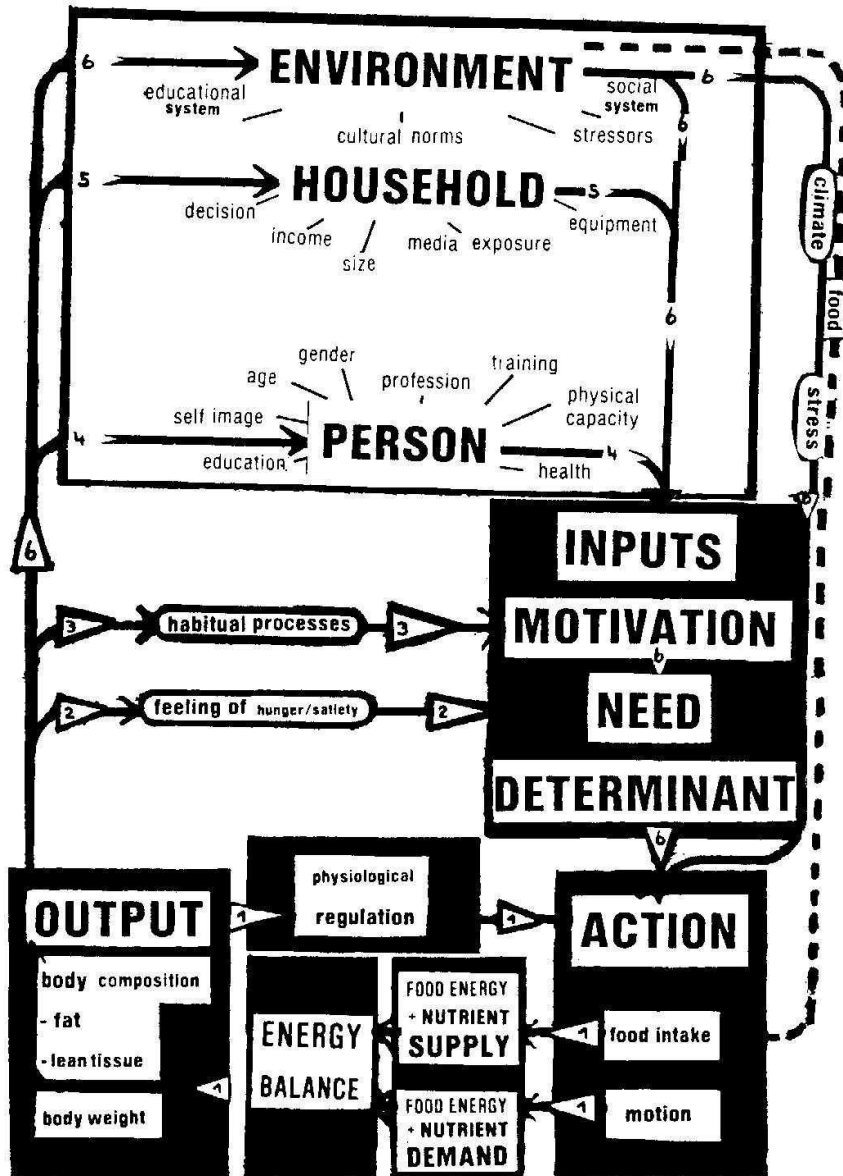 6
ENVIRONMENT
6
educational
system
social
system
cultural norms
stressors
6
5
HOUSEHOLD
5
decision
income
size
media exposure
equipment
climate
food
stress
6
gender
age
profession
training
self image
physical
capacity
4
PERSON
4
education
health
6
6
INPUTS
3
habitual processes
3
MOTIVATION
6
2
feeling of hunger/satiety
2
NEED
DETERMINANT
6
OUTPUT
1
physiological
regulation
1
ACTION
body composition
- fat
- lean tissue
body weight
1
ENERGY
BALANCE
FOOD ENERGY
+ NUTRIENT
SUPPLY
1
food intake
FOOD ENERGY
+ NUTRIENT
DEMAND
1
motion